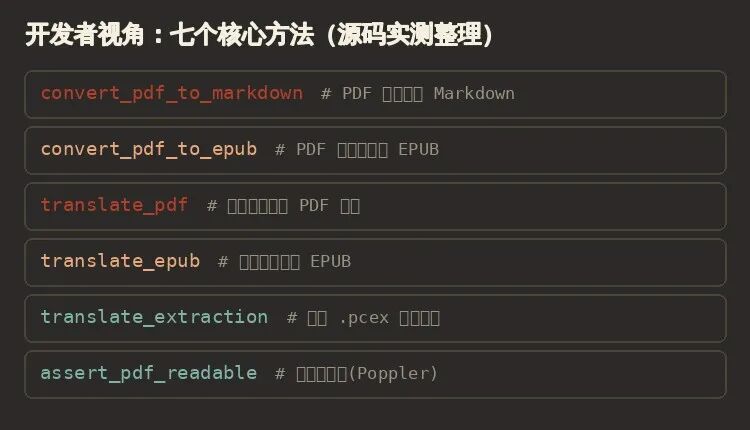 开发者视角：七个核心方法（源码实测整理）
convert_pdf_to_markdown # PDF Markdown
convert_pdf_to_epub # PDF EPUB
translate_pdf # PDF
translate_epub # EPUB
translate_extraction # .pcex
assert_pdf_readable # (Poppler)